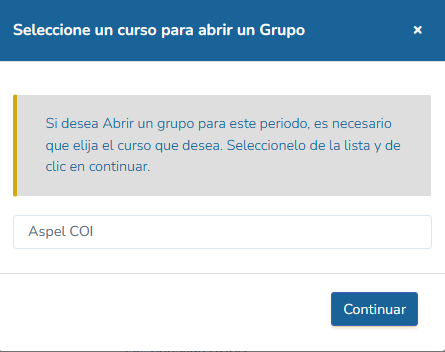 Seleccione un curso para abrir un Grupo
×
Si desea Abrir un grupo para este periodo, es necesario
que elija el curso que desea. Seleccionelo de la lista y de
clic en continuar.
Aspel COI
Continuar